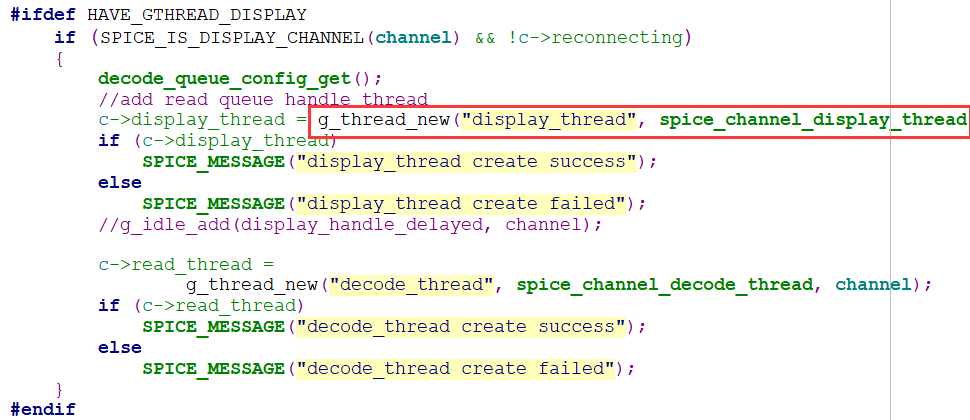 #ifdef HAVE_GTHREAD_DISPLAY
    if (SPICE_IS_DISPLAY_CHANNEL(channel) && !c->reconnecting)
    {
        decode_queue_config_get();
        //add read queue handle thread
        c->display_thread = g_thread_new("display_thread", spice_channel_display_thread
        if (c->display_thread)
            SPICE_MESSAGE("display_thread create success");
        else
            SPICE_MESSAGE("display_thread create failed");
        //g_idle_add(display_handle_delayed, channel);

        c->read_thread =
                g_thread_new("decode_thread", spice_channel_decode_thread, channel);
        if (c->read_thread)
            SPICE_MESSAGE("decode_thread create success");
        else
            SPICE_MESSAGE("decode_thread create failed");
    }
#endif